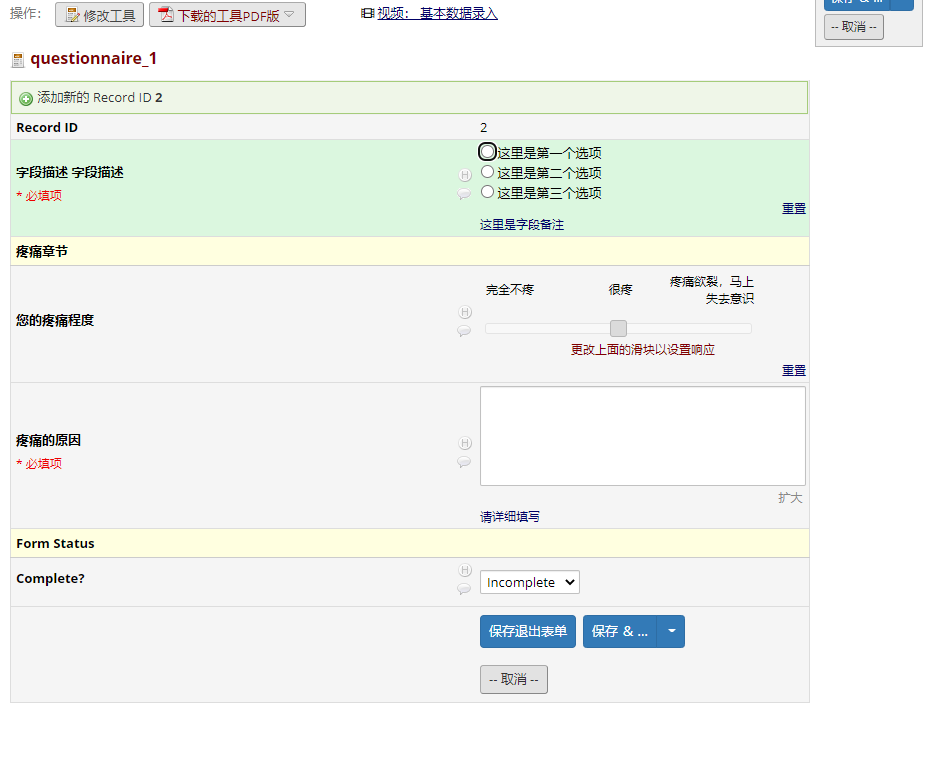 操作: 修改工具 下载的工具PDF版 视频： 基本数据录入
保存 & ...
-- 取消 --
questionnaire_1
添加新的 Record ID 2
Record ID 2
字段描述 字段描述
* 必填项
H
这里是第一个选项
这里是第二个选项
这里是第三个选项
重置
这里是字段备注
疼痛章节
您的疼痛程度
H
完全不疼 很疼 疼痛欲裂，马上
失去意识
更改上面的滑块以设置响应
重置
疼痛的原因
* 必填项
H
扩大
请详细填写
Form Status
Complete?
H
Incomplete
保存退出表单 保存 & ...
-- 取消 --